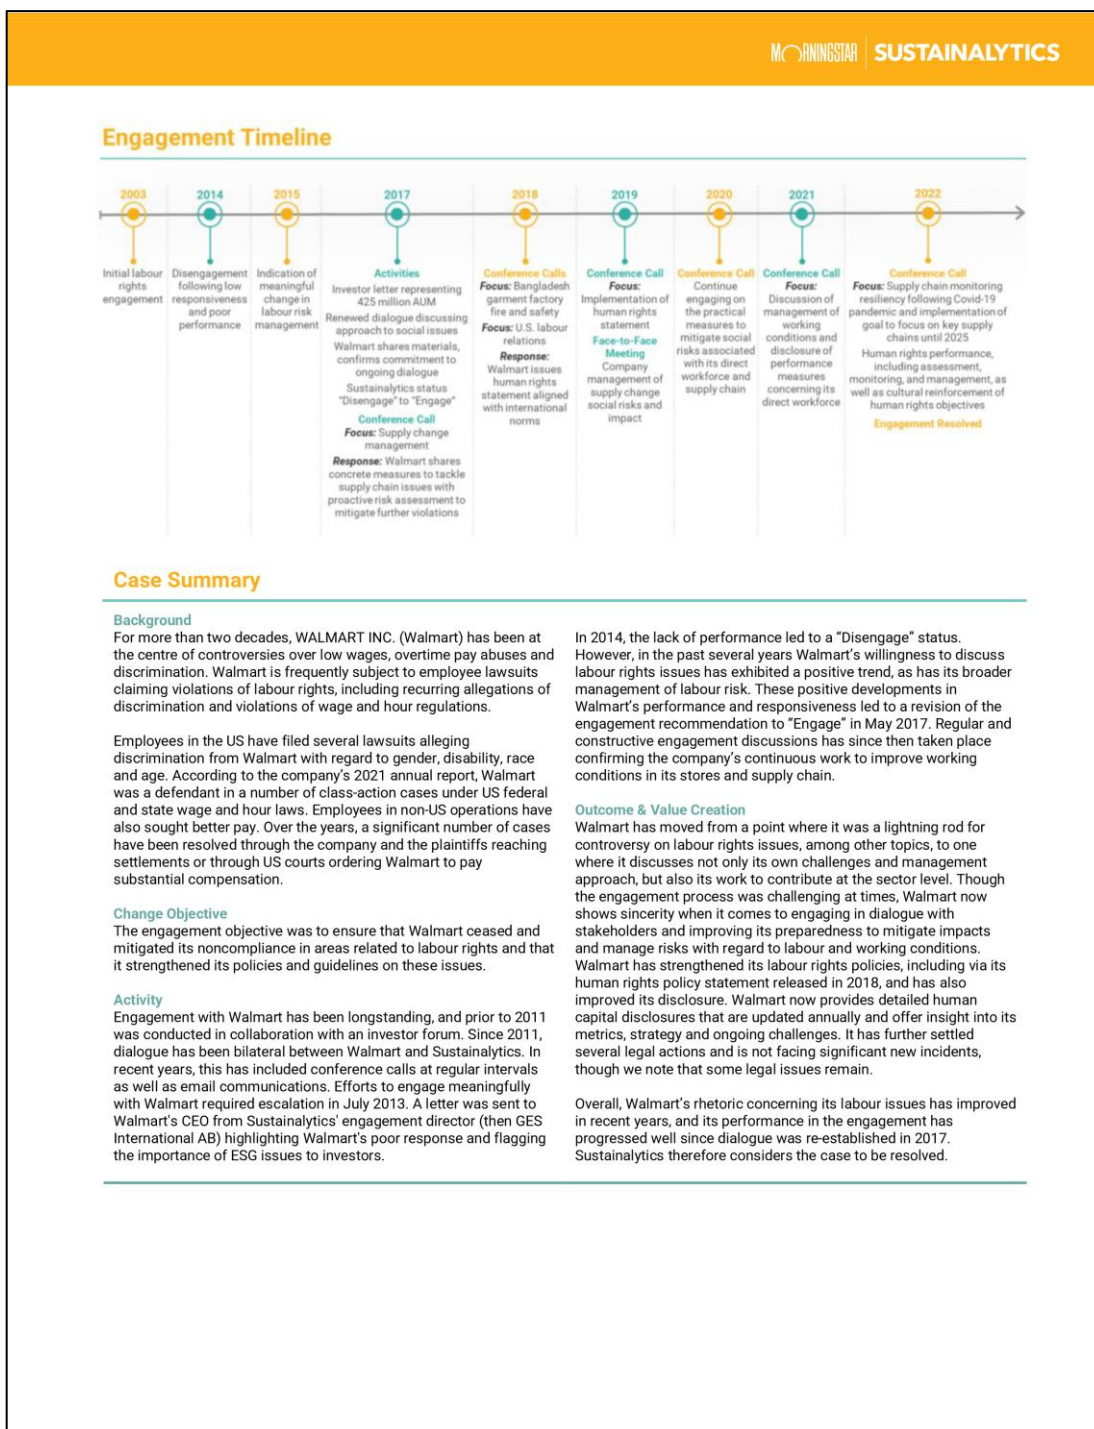 MORNINGSTAR SUSTAINALYTICS
Engagement Timeline
2003
Initial labour
rights
engagement
2014
Disengagement
following low
responsiveness
and poor
performance
2015
Indication of
meaningful
change in
labour risk
management
2017
Activities
Investor letter representing
425 million AUM
Renewed dialogue discussing
approach to social issues
Walmart shares materials,
confirms commitment to
ongoing dialogue
Sustainalytics status
"Disengage" to "Engage"
Conference Call
Focus: Supply change
management
Response: Walmart shares
concrete measures to tackle
supply chain issues with
proactive risk assessment to
mitigate further violations
2018
Conference Calls
Focus: Bangladesh
garment factory
fire and safety
Focus: U.S. labour
relations
Response:
Walmart issues
human rights
statement aligned
with international
norms
2019
Conference Call
Focus:
Implementation of
human rights
statement
Face-to-Face
Meeting
Company
management of
supply change
social risks and
impact
2020
Conference Call
Continue
engaging on
the practical
measures to
mitigate social
risks associated
with its direct
workforce and
supply chain
2021
Conference Call
Focus:
Discussion of
management of
working
conditions and
disclosure of
performance
measures
concerning its
direct workforce
2022
Conference Call
Focus: Supply chain monitoring
resiliency following Covid-19
pandemic and implementation of
goal to focus on key supply
chains until 2025
Human rights performance,
including assessment,
monitoring, and management, as
well as cultural reinforcement of
human rights objectives
Engagement Resolved
Case Summary
Background
For more than two decades, WALMART INC. (Walmart) has been at
the centre of controversies over low wages, overtime pay abuses and
discrimination. Walmart is frequently subject to employee lawsuits
claiming violations of labour rights, including recurring allegations of
discrimination and violations of wage and hour regulations.
Employees in the US have filed several lawsuits alleging
discrimination from Walmart with regard to gender, disability, race
and age. According to the company's 2021 annual report, Walmart
was a defendant in a number of class-action cases under US federal
and state wage and hour laws. Employees in non-US operations have
also sought better pay. Over the years, a significant number of cases
have been resolved through the company and the plaintiffs reaching
settlements or through US courts ordering Walmart to pay
substantial compensation.
Change Objective
The engagement objective was to ensure that Walmart ceased and
mitigated its noncompliance in areas related to labour rights and that
it strengthened its policies and guidelines on these issues.
Activity
Engagement with Walmart has been longstanding, and prior to 2011
was conducted in collaboration with an investor forum. Since 2011,
dialogue has been bilateral between Walmart and Sustainalytics. In
recent years, this has included conference calls at regular intervals
as well as email communications. Efforts to engage meaningfully
with Walmart required escalation in July 2013. A letter was sent to
Walmart's CEO from Sustainalytics' engagement director (then GES
International AB) highlighting Walmart's poor response and flagging
the importance of ESG issues to investors.
In 2014, the lack of performance led to a "Disengage" status.
However, in the past several years Walmart's willingness to discuss
labour rights issues has exhibited a positive trend, as has its broader
management of labour risk. These positive developments in
Walmart's performance and responsiveness led to a revision of the
engagement recommendation to "Engage" in May 2017. Regular and
constructive engagement discussions has since then taken place
confirming the company's continuous work to improve working
conditions in its stores and supply chain.
Outcome & Value Creation
Walmart has moved from a point where it was a lightning rod for
controversy on labour rights issues, among other topics, to one
where it discusses not only its own challenges and management
approach, but also its work to contribute at the sector level. Though
the engagement process was challenging at times, Walmart now
shows sincerity when it comes to engaging in dialogue with
stakeholders and improving its preparedness to mitigate impacts
and manage risks with regard to labour and working conditions.
Walmart has strengthened its labour rights policies, including via its
human rights policy statement released in 2018, and has also
improved its disclosure. Walmart now provides detailed human
capital disclosures that are updated annually and offer insight into its
metrics, strategy and ongoing challenges. It has further settled
several legal actions and is not facing significant new incidents,
though we note that some legal issues remain.
Overall, Walmart's rhetoric concerning its labour issues has improved
in recent years, and its performance in the engagement has
progressed well since dialogue was re-established in 2017.
Sustainalytics therefore considers the case to be resolved.